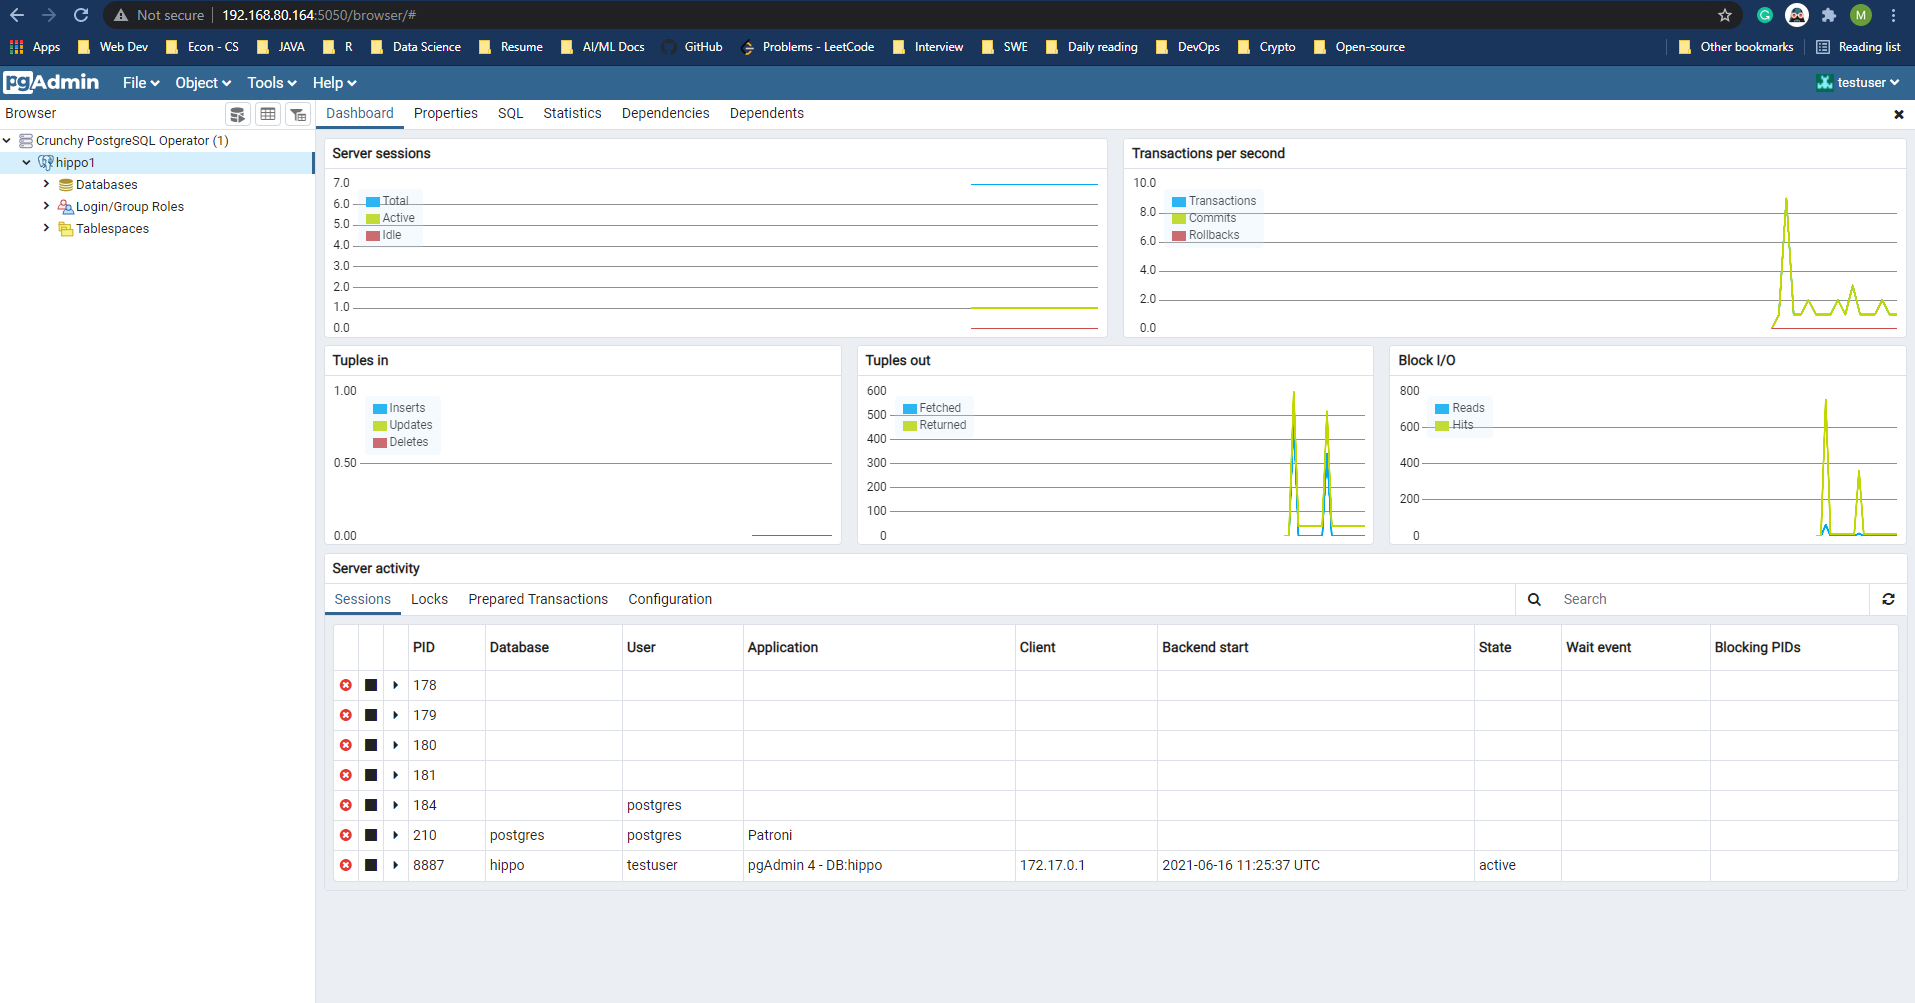 Not secure 192.168.80.164:5050/browser/# M
Apps Web Dev Econ - CS JAVA R Data Science Resume AI/ML Docs GitHub Problems - LeetCode Interview SWE Daily reading DevOps Crypto Open-source Other bookmarks Reading list
pgAdmin File Object Tools Help testuser
Browser
Dashboard Properties SQL Statistics Dependencies Dependents
Crunchy PostgreSQL Operator (1)
hippo1
Databases
Login/Group Roles
Tablespaces
Server sessions
7.0
6.0
5.0
4.0
3.0
2.0
1.0
0.0
Total
Active
Idle
Transactions per second
10.0
8.0
6.0
4.0
2.0
0.0
Transactions
Commits
Rollbacks
Tuples in
1.00
0.50
0.00
Inserts
Updates
Deletes
Tuples out
600
500
400
300
200
100
0
Fetched
Returned
Block I/O
800
600
400
200
0
Reads
Hits
Server activity
Sessions Locks Prepared Transactions Configuration Search
PID Database User Application Client Backend start State Wait event Blocking PIDs
178
179
180
181
184 postgres
210 postgres postgres Patroni
8887 hippo testuser pgAdmin 4 - DB:hippo 172.17.0.1 2021-06-16 11:25:37 UTC active